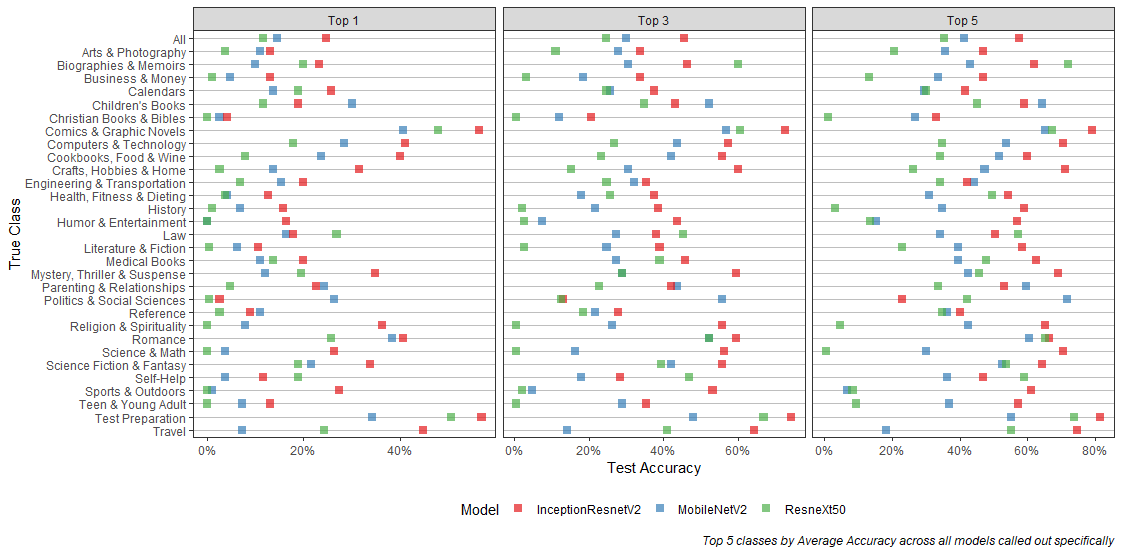 Top 1
Top 3
Top 5
True Class
All
Arts & Photography
Biographies & Memoirs
Business & Money
Calendars
Children's Books
Christian Books & Bibles
Comics & Graphic Novels
Computers & Technology
Cookbooks, Food & Wine
Crafts, Hobbies & Home
Engineering & Transportation
Health, Fitness & Dieting
History
Humor & Entertainment
Law
Literature & Fiction
Medical Books
Mystery, Thriller & Suspense
Parenting & Relationships
Politics & Social Sciences
Reference
Religion & Spirituality
Romance
Science & Math
Science Fiction & Fantasy
Self-Help
Sports & Outdoors
Teen & Young Adult
Test Preparation
Travel
0% 20% 40%
0% 20% 40% 60%
0% 20% 40% 60% 80%
Test Accuracy
Model InceptionResnetV2 MobileNetV2 ResneXt50
Top 5 classes by Average Accuracy across all models called out specifically